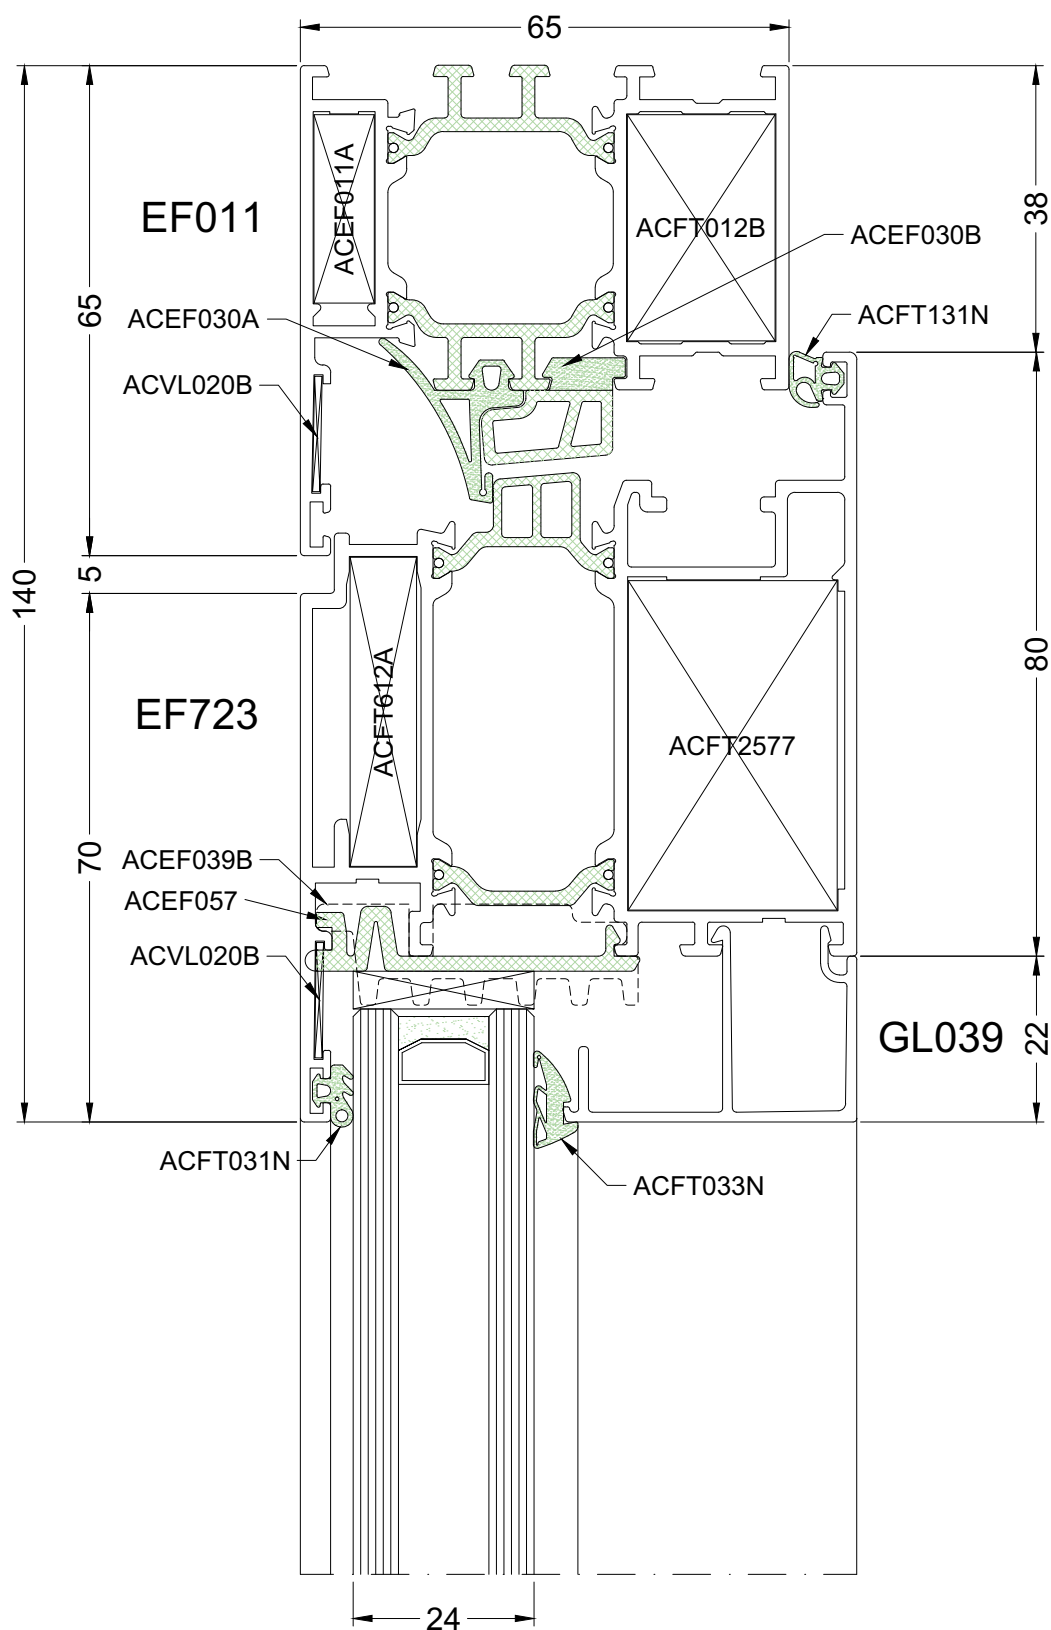 65
EF011
ACEF011A
ACFT012B
ACEF030B
38
65
ACEF030A
ACFT131N
ACVL020B
140
5
EF723
ACFT612A
ACFT2577
80
70
ACEF039B
ACEF057
ACVL020B
GL039
22
ACFT031N
ACFT033N
24